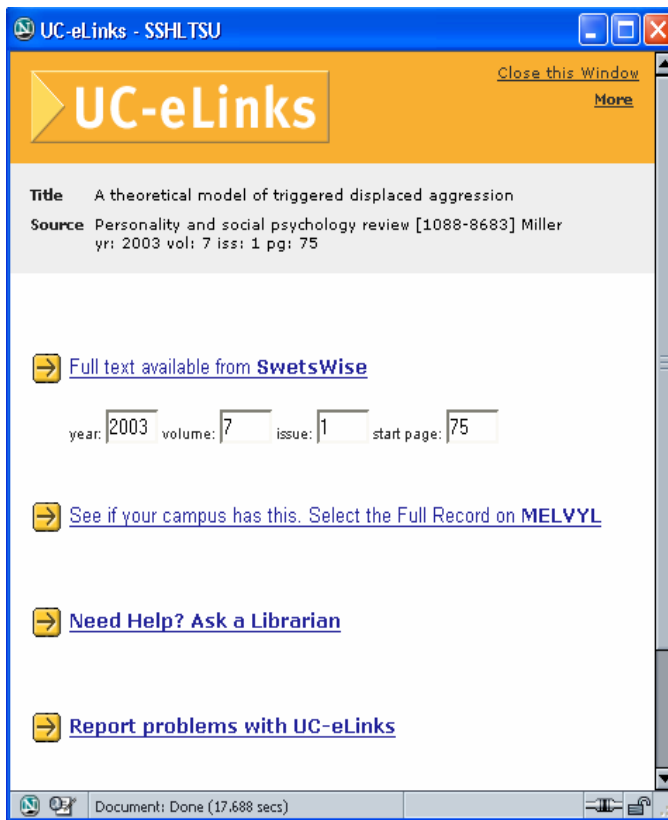 UC-eLinks - SSHLTSU
Close this Window
More
UC-eLinks
Title A theoretical model of triggered displaced aggression
Source Personality and social psychology review [1088-8683] Miller
yr: 2003 vol: 7 iss: 1 pg: 75
Full text available from SwetsWise
year: 2003 volume: 7 issue: 1 start page: 75
See if your campus has this. Select the Full Record on MELVYL
Need Help? Ask a Librarian
Report problems with UC-eLinks
Document: Done (17.688 secs)